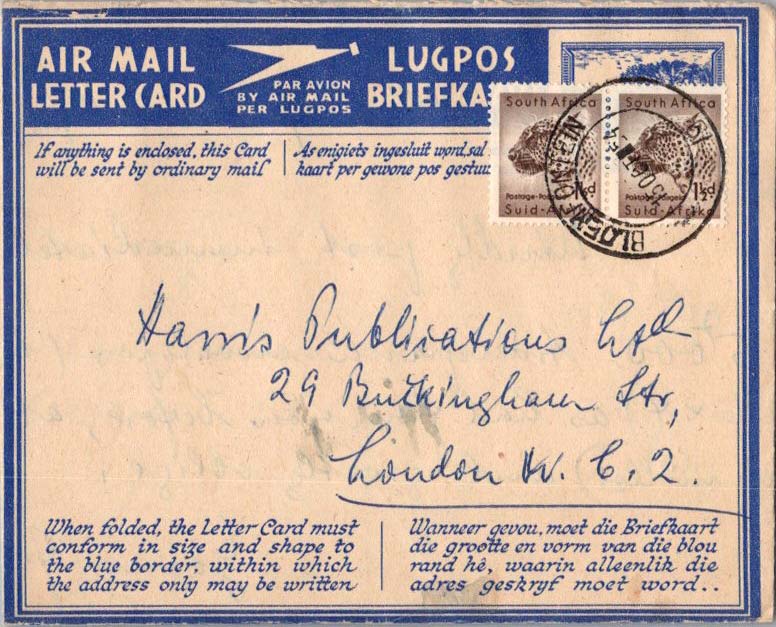 AIR MAIL
LETTER CARD
PAR AVION
BY AIR MAIL
PER LUGPOS
LUGPOS
If anything is enclosed, this Card
will be sent by ordinary mail
As enigiets ingesluit word, sal
kaart per gewone pos
South Africa
1½d
Suid-Afrika
South Africa
1½d
Suid-Afrika
BLOEMFONTEIN
Harris Publications Ltd
29 Buckingham Str,
London W. C. 2.
When folded, the Letter Card must
conform in size and shape to
the blue border, within which
the address only may be written
Wanneer gevou, moet die Briefkaart
die grootte en vorm van die blou
rand hê, waarin alleenlik die
adres geskryf moet word..